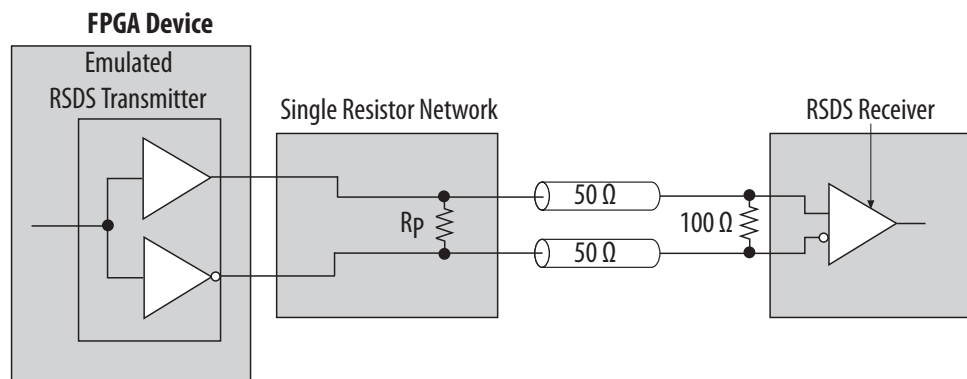 FPGA Device
Emulated
RSDS Transmitter
Single Resistor Network
RSDS Receiver
50 Ω
RP
100 Ω
50 Ω